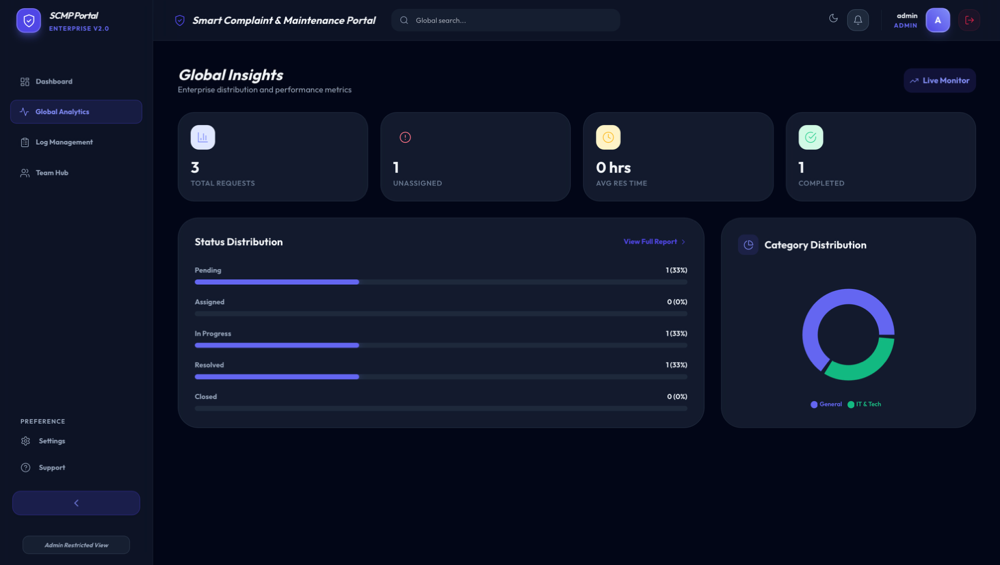 SCMP Portal
ENTERPRISE V2.0
Dashboard
Global Analytics
Log Management
Team Hub
PREFERENCE
Settings
Support
Admin Restricted View
Smart Complaint & Maintenance Portal
Global search...
admin
ADMIN
A
Global Insights
Enterprise distribution and performance metrics
Live Monitor
3
TOTAL REQUESTS
1
UNASSIGNED
0 hrs
AVG RES TIME
1
COMPLETED
Status Distribution
View Full Report
Pending 1 (33%)
Assigned 0 (0%)
In Progress 1 (33%)
Resolved 1 (33%)
Closed 0 (0%)
Category Distribution
General IT & Tech